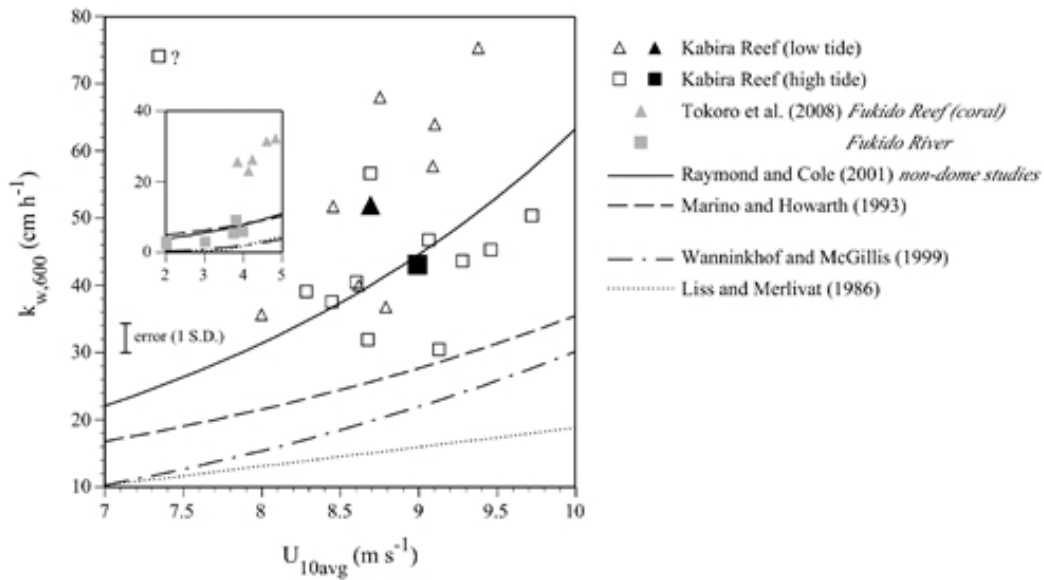 80
70
60
50
40
30
20
10
k_w,600 (cm h^-1)
?
40
20
0
2 3 4 5
error (1 S.D.)
7 7.5 8 8.5 9 9.5 10
U_10avg (m s^-1)
Kabira Reef (low tide)
Kabira Reef (high tide)
Tokoro et al. (2008) Fukido Reef (coral)
Fukido River
Raymond and Cole (2001) non-dome studies
Marino and Howarth (1993)
Wanninkhof and McGillis (1999)
Liss and Merlivat (1986)